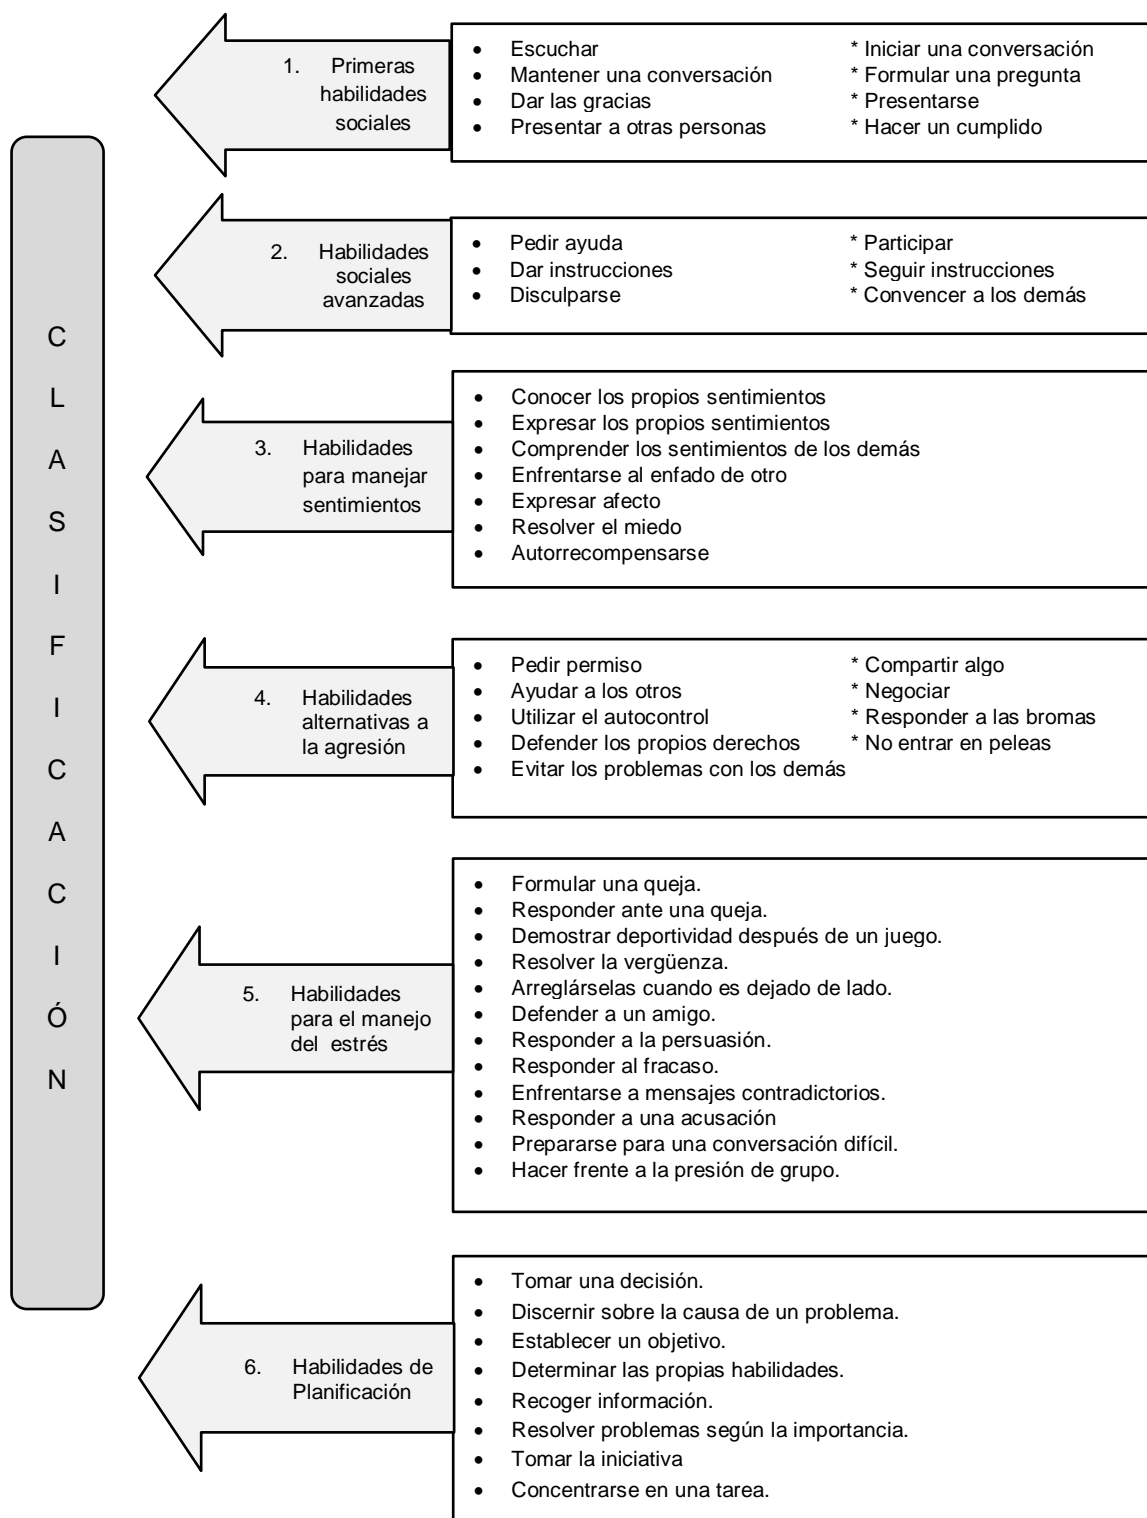 CLASIFICACIÓN
1. Primeras
habilidades
sociales
• Escuchar * Iniciar una conversación
• Mantener una conversación * Formular una pregunta
• Dar las gracias * Presentarse
• Presentar a otras personas * Hacer un cumplido
2. Habilidades
sociales
avanzadas
• Pedir ayuda * Participar
• Dar instrucciones * Seguir instrucciones
• Disculparse * Convencer a los demás
3. Habilidades
para manejar
sentimientos
• Conocer los propios sentimientos
• Expresar los propios sentimientos
• Comprender los sentimientos de los demás
• Enfrentarse al enfado de otro
• Expresar afecto
• Resolver el miedo
• Autorrecompensarse
4. Habilidades
alternativas a
la agresión
• Pedir permiso * Compartir algo
• Ayudar a los otros * Negociar
• Utilizar el autocontrol * Responder a las bromas
• Defender los propios derechos * No entrar en peleas
• Evitar los problemas con los demás
5. Habilidades
para el manejo
del estrés
• Formular una queja.
• Responder ante una queja.
• Demostrar deportividad después de un juego.
• Resolver la vergüenza.
• Arreglárselas cuando es dejado de lado.
• Defender a un amigo.
• Responder a la persuasión.
• Responder al fracaso.
• Enfrentarse a mensajes contradictorios.
• Responder a una acusación
• Prepararse para una conversación difícil.
• Hacer frente a la presión de grupo.
6. Habilidades de
Planificación
• Tomar una decisión.
• Discernir sobre la causa de un problema.
• Establecer un objetivo.
• Determinar las propias habilidades.
• Recoger información.
• Resolver problemas según la importancia.
• Tomar la iniciativa
• Concentrarse en una tarea.